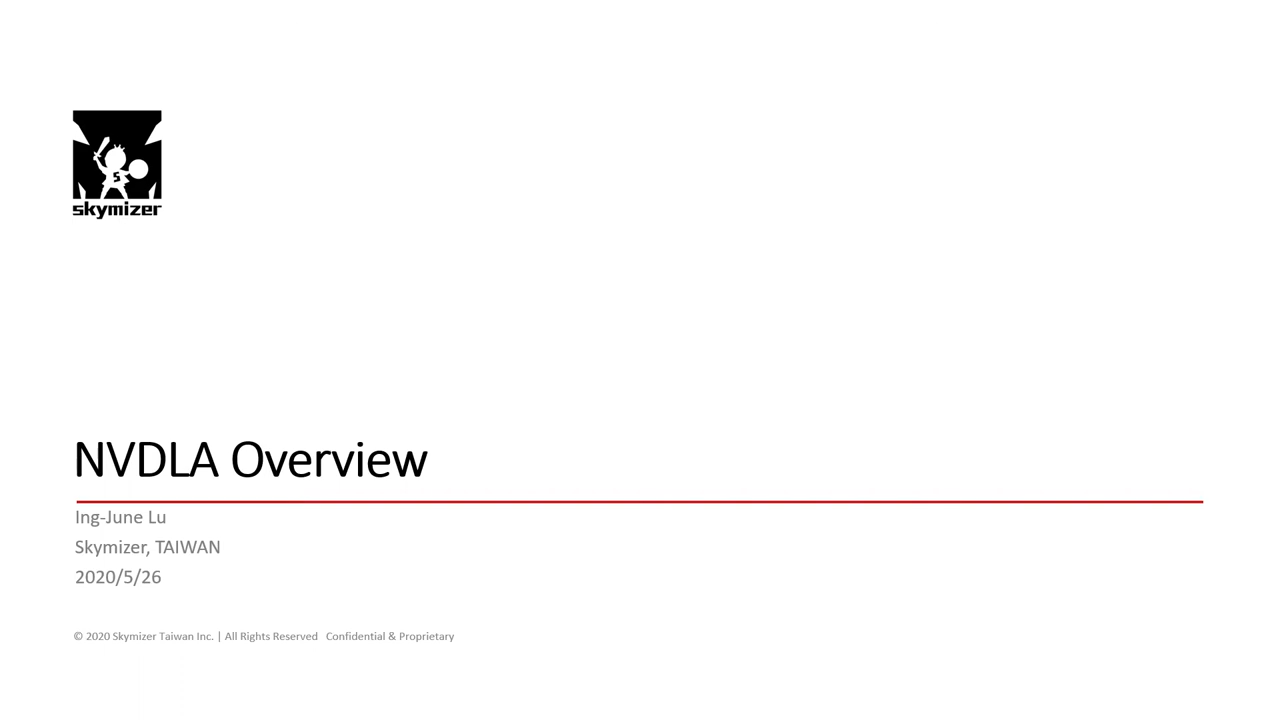 skymizer
NVDLA Overview
Ing-June Lu
Skymizer, TAIWAN
2020/5/26
© 2020 Skymizer Taiwan Inc. | All Rights Reserved Confidential & Proprietary